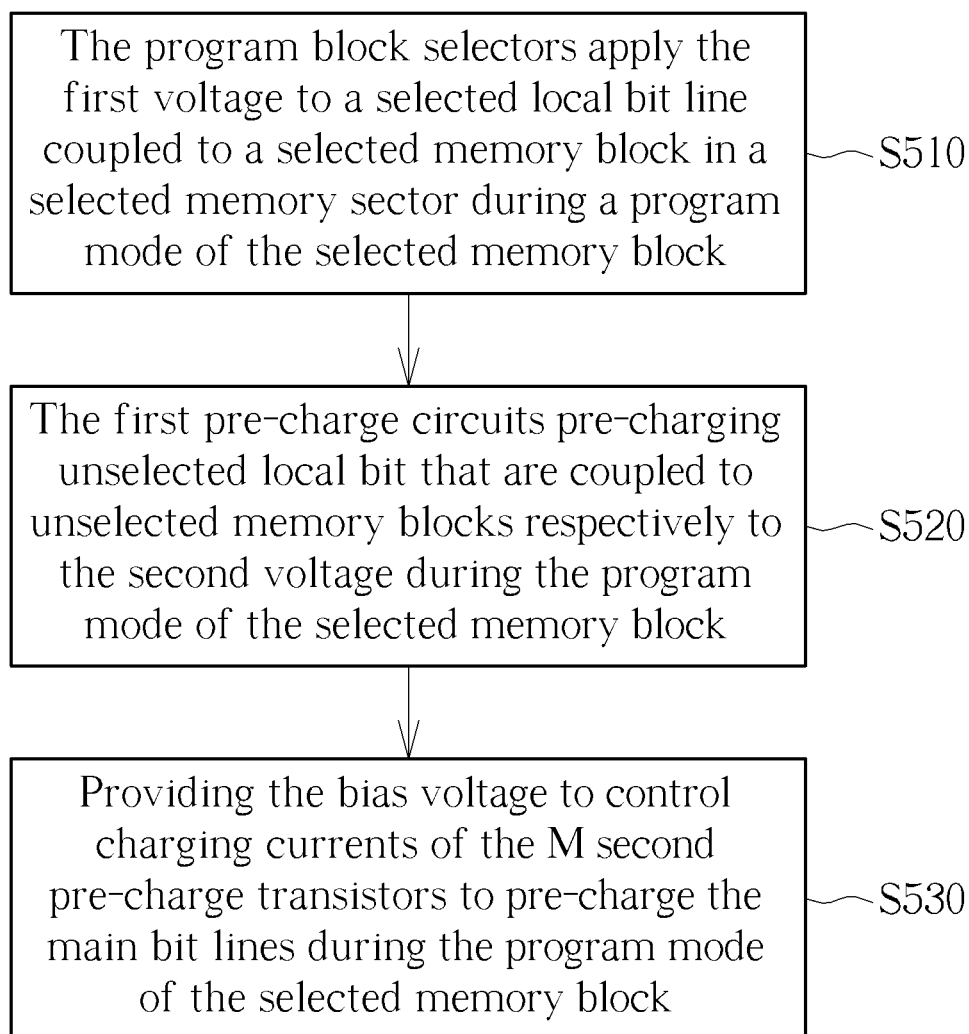 The program block selectors apply the
first voltage to a selected local bit line
coupled to a selected memory block in a
selected memory sector during a program
mode of the selected memory block
S510
The first pre-charge circuits pre-charging
unselected local bit that are coupled to
unselected memory blocks respectively to
the second voltage during the program
mode of the selected memory block
S520
Providing the bias voltage to control
charging currents of the M second
pre-charge transistors to pre-charge the
main bit lines during the program mode
of the selected memory block
S530